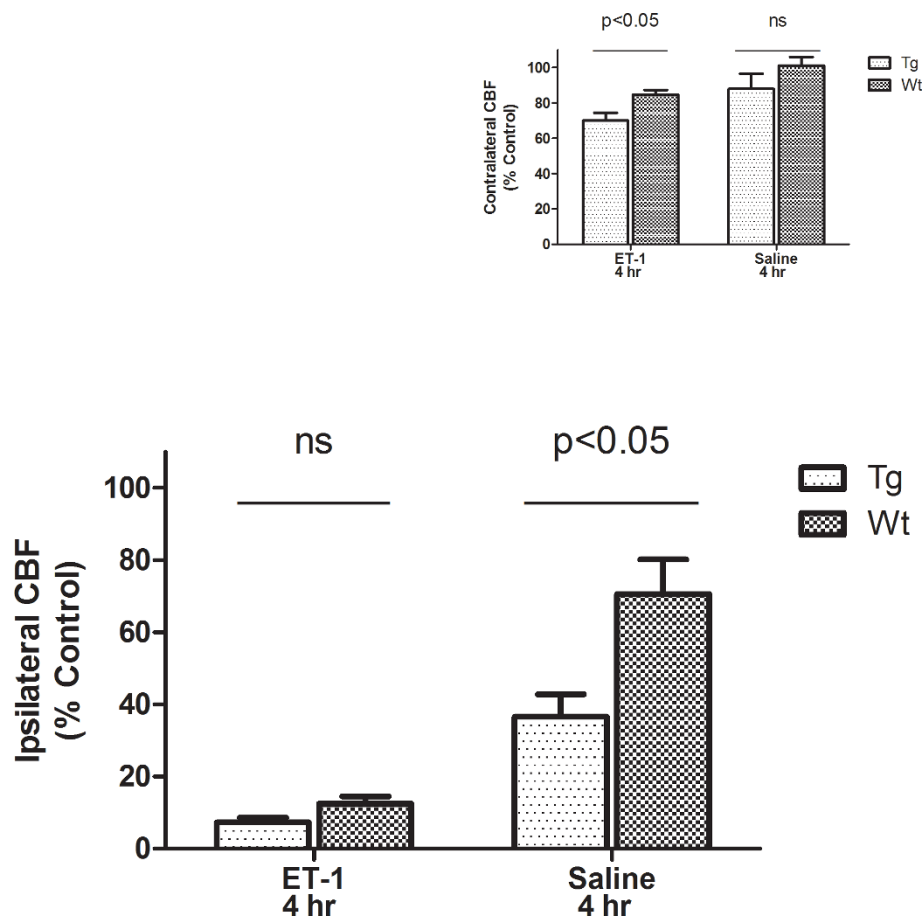 p<0.05 ns
Tg
Wt
Contralateral CBF
(% Control)
100
80
60
40
20
0
ET-1 Saline
4 hr 4 hr
ns p<0.05
Tg
Wt
Ipsilateral CBF
(% Control)
100
80
60
40
20
0
ET-1 Saline
4 hr 4 hr